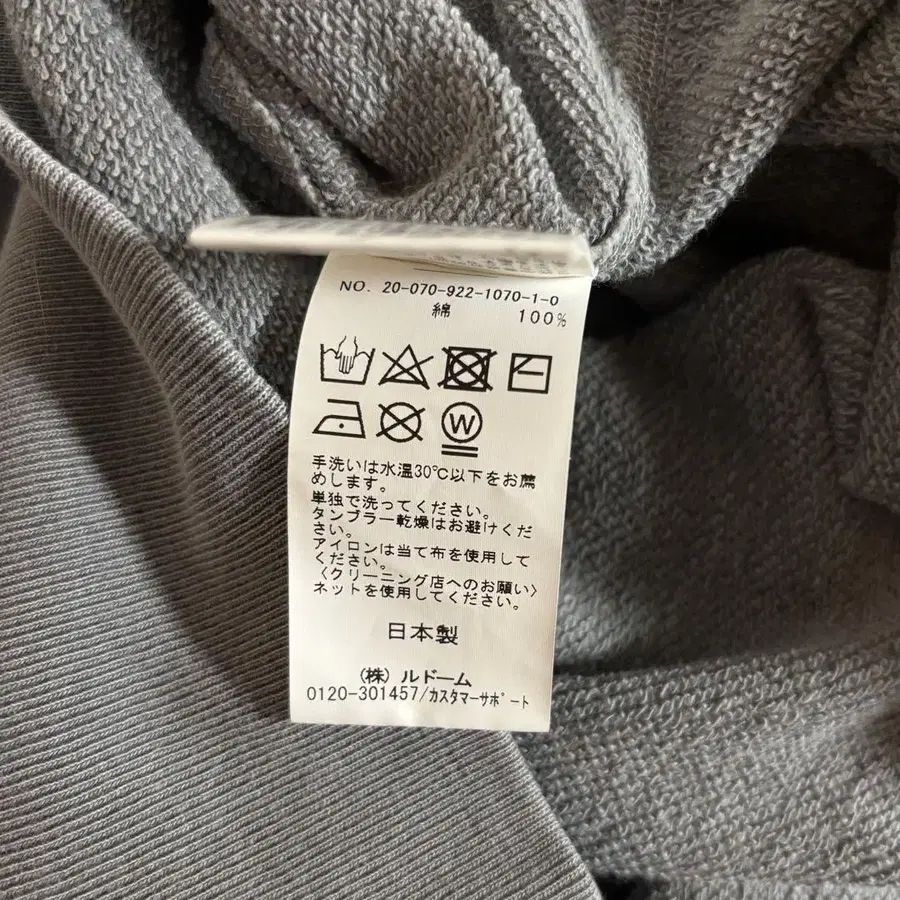 NO. 20-070-922-1070-1-0
綿 100%
W
手洗いは水温30℃以下をお薦
めします。
単独で洗ってください。
タンブラー乾燥はお避けくだ
さい。
アイロンは当て布を使用して
ください。
〈クリーニング店へのお願い〉
ネットを使用してください。
日本製
(株) ルドーム
0120-301457/カスタマーサポート